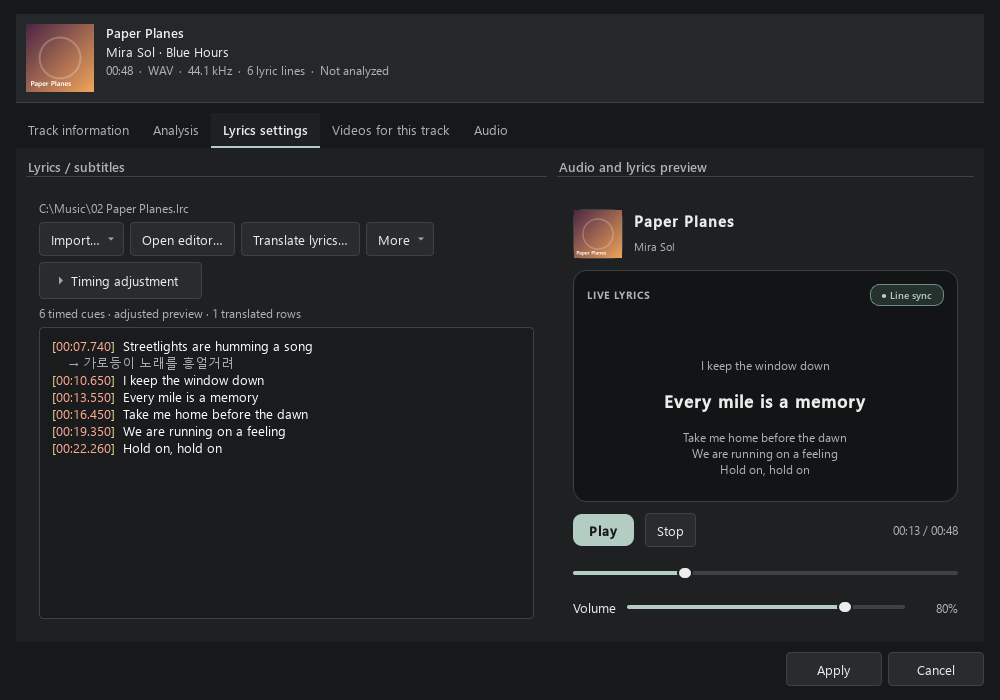 Paper Planes
Paper Planes
Mira Sol · Blue Hours
00:48 · WAV · 44.1 kHz · 6 lyric lines · Not analyzed
Track information
Analysis
Lyrics settings
Videos for this track
Audio
Lyrics / subtitles
C:\Music\02 Paper Planes.lrc
Import...
Open editor...
Translate lyrics...
More
Timing adjustment
6 timed cues · adjusted preview · 1 translated rows
[00:07.740] Streetlights are humming a song
→ 가로등이 노래를 흥얼거려
[00:10.650] I keep the window down
[00:13.550] Every mile is a memory
[00:16.450] Take me home before the dawn
[00:19.350] We are running on a feeling
[00:22.260] Hold on, hold on
Audio and lyrics preview
Paper Planes
Paper Planes
Mira Sol
LIVE LYRICS
● Line sync
I keep the window down
Every mile is a memory
Take me home before the dawn
We are running on a feeling
Hold on, hold on
Play
Stop
00:13 / 00:48
Volume
80%
Apply
Cancel